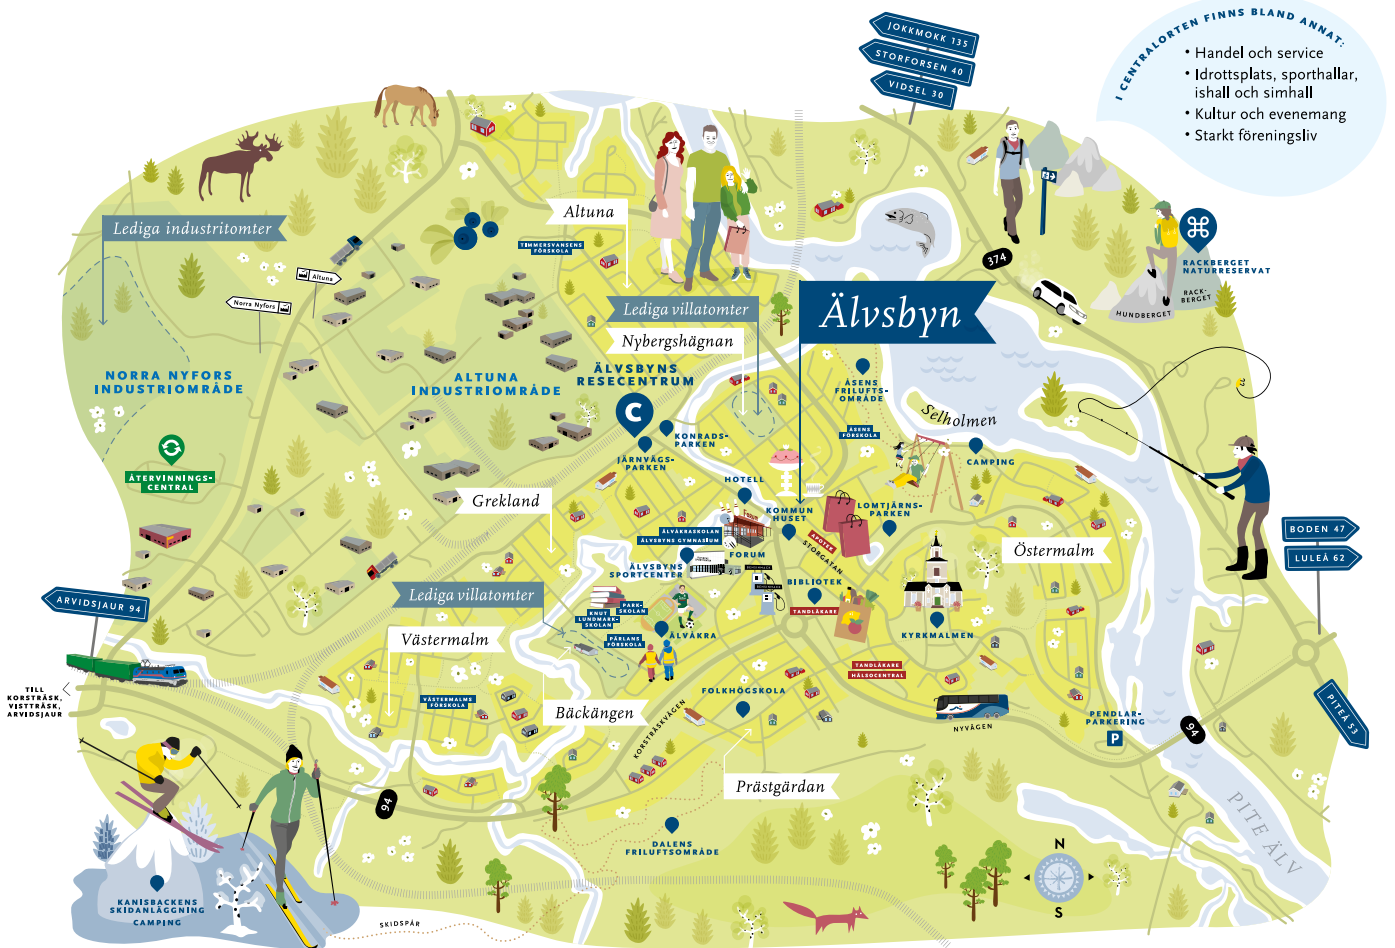 JOKKMOKK 135
STORFORSEN 40
VIDSEL 30
I CENTRALORTEN FINNS BLAND ANNAT:
• Handel och service
• Idrottsplats, sporthallar,
ishall och simhall
• Kultur och evenemang
• Starkt föreningsliv
Lediga industritomter
Altuna
TIMMERSVANSENS
FÖRSKOLA
374
RACKBERGET
NATURRESERVAT
RACK-
BERGET
HUNDBERGET
Altuna
Norra Nyfors
Lediga villatomter
Nybergshägnan
Älvsbyn
NORRA NYFORS
INDUSTRIOMRÅDE
ALTUNA
INDUSTRIOMRÅDE
ÄLVSBYNS
RESECENTRUM
C
ÅSENS
FRILUFTS-
OMRÅDE
ÅSENS
FÖRSKOLA
Selholmen
CAMPING
KONRADS-
PARKEN
JÄRNVÄGS-
PARKEN
ÅTERVINNINGS-
CENTRAL
Grekland
HOTELL
KOMMUN
HUSET
LOMTJÄRNS-
PARKEN
APOTEK
STORGATAN
ÄLVÅKRASKOLAN
ÄLVSBYNS GYMNASIUM
FORUM
ÄLVSBYNS
SPORTCENTER
Östermalm
BODEN 47
LULEÅ 62
ARVIDSJAUR 94
Lediga villatomter
BIBLIOTEK
TANDLÄKARE
KNUT
LUNDMARK-
SKOLAN
PARK-
SKOLAN
PÄRLANS
FÖRSKOLA
ÄLVÅKRA
KYRKMALMEN
Västermalm
TANDLÄKARE
HÄLSOCENTRAL
TILL
KORSTRÄSK,
VISTTRÄSK,
ARVIDSJAUR
VÄSTERMALMS
FÖRSKOLA
Bäckängen
FOLKHÖGSKOLA
KORSTRÄSKVÄGEN
NYVÄGEN
PENDLAR-
PARKERING
P
94
PITEÅ 53
Prästgärdan
94
PITE ÄLV
DALENS
FRILUFTSOMRÅDE
N
S
KANISBACKENS
SKIDANLÄGGNING
CAMPING
SKIDSPÅR